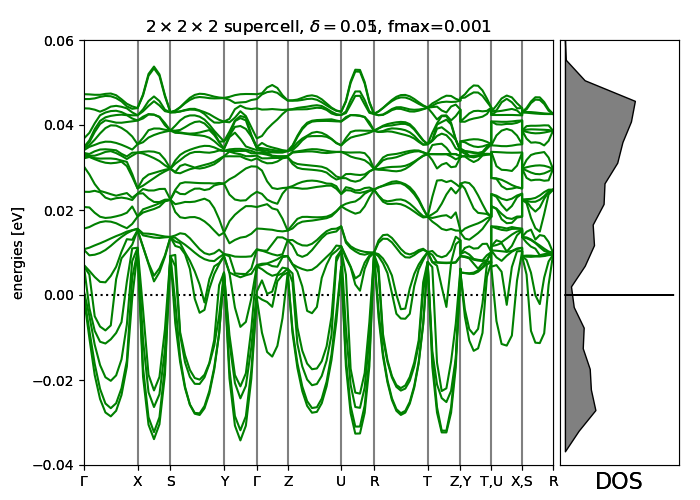 2 × 2 × 2 supercell, δ = 0.05, fmax=0.001
0.06
0.04
0.02
0.00
−0.02
−0.04
energies [eV]
Γ X S Y Γ Z U R T Z,Y T,U X,S R
DOS